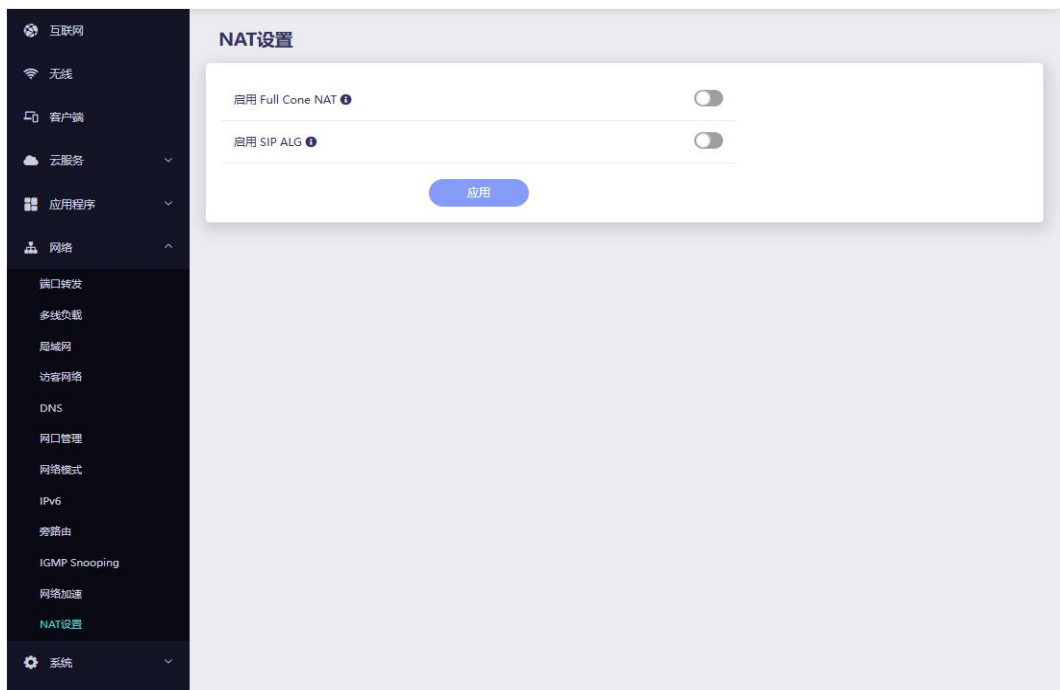 互联网
无线
客户端
云服务
应用程序
网络
端口转发
多线负载
局域网
访客网络
DNS
网口管理
网络模式
IPv6
旁路由
IGMP Snooping
网络加速
NAT设置
系统
NAT设置
启用 Full Cone NAT
启用 SIP ALG
应用